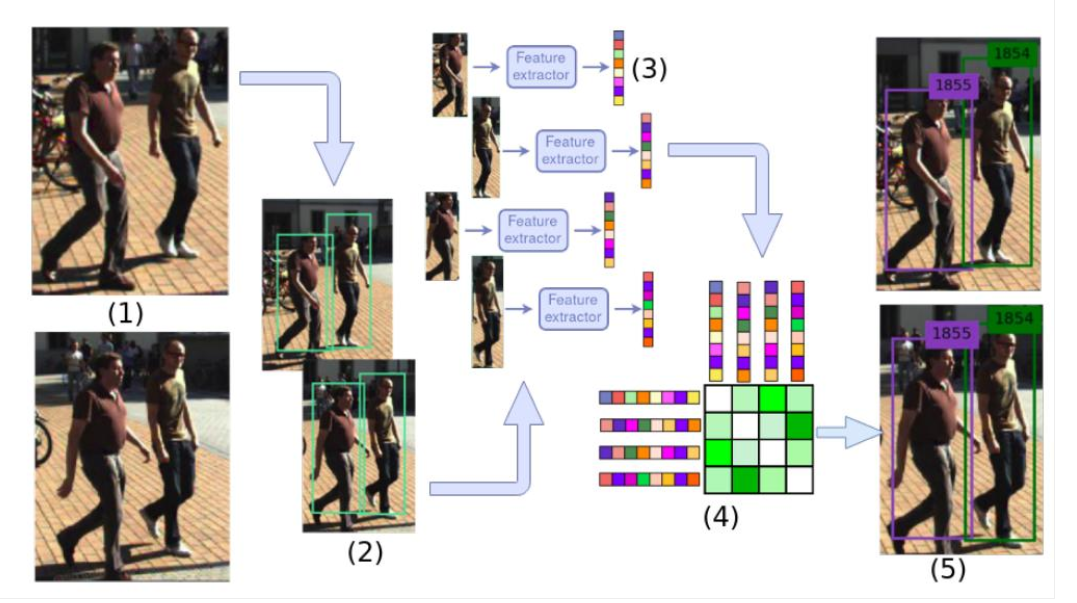 (1)
(2)
Feature
extractor
(3)
Feature
extractor
Feature
extractor
Feature
extractor
(4)
1854
1855
1854
1855
(5)